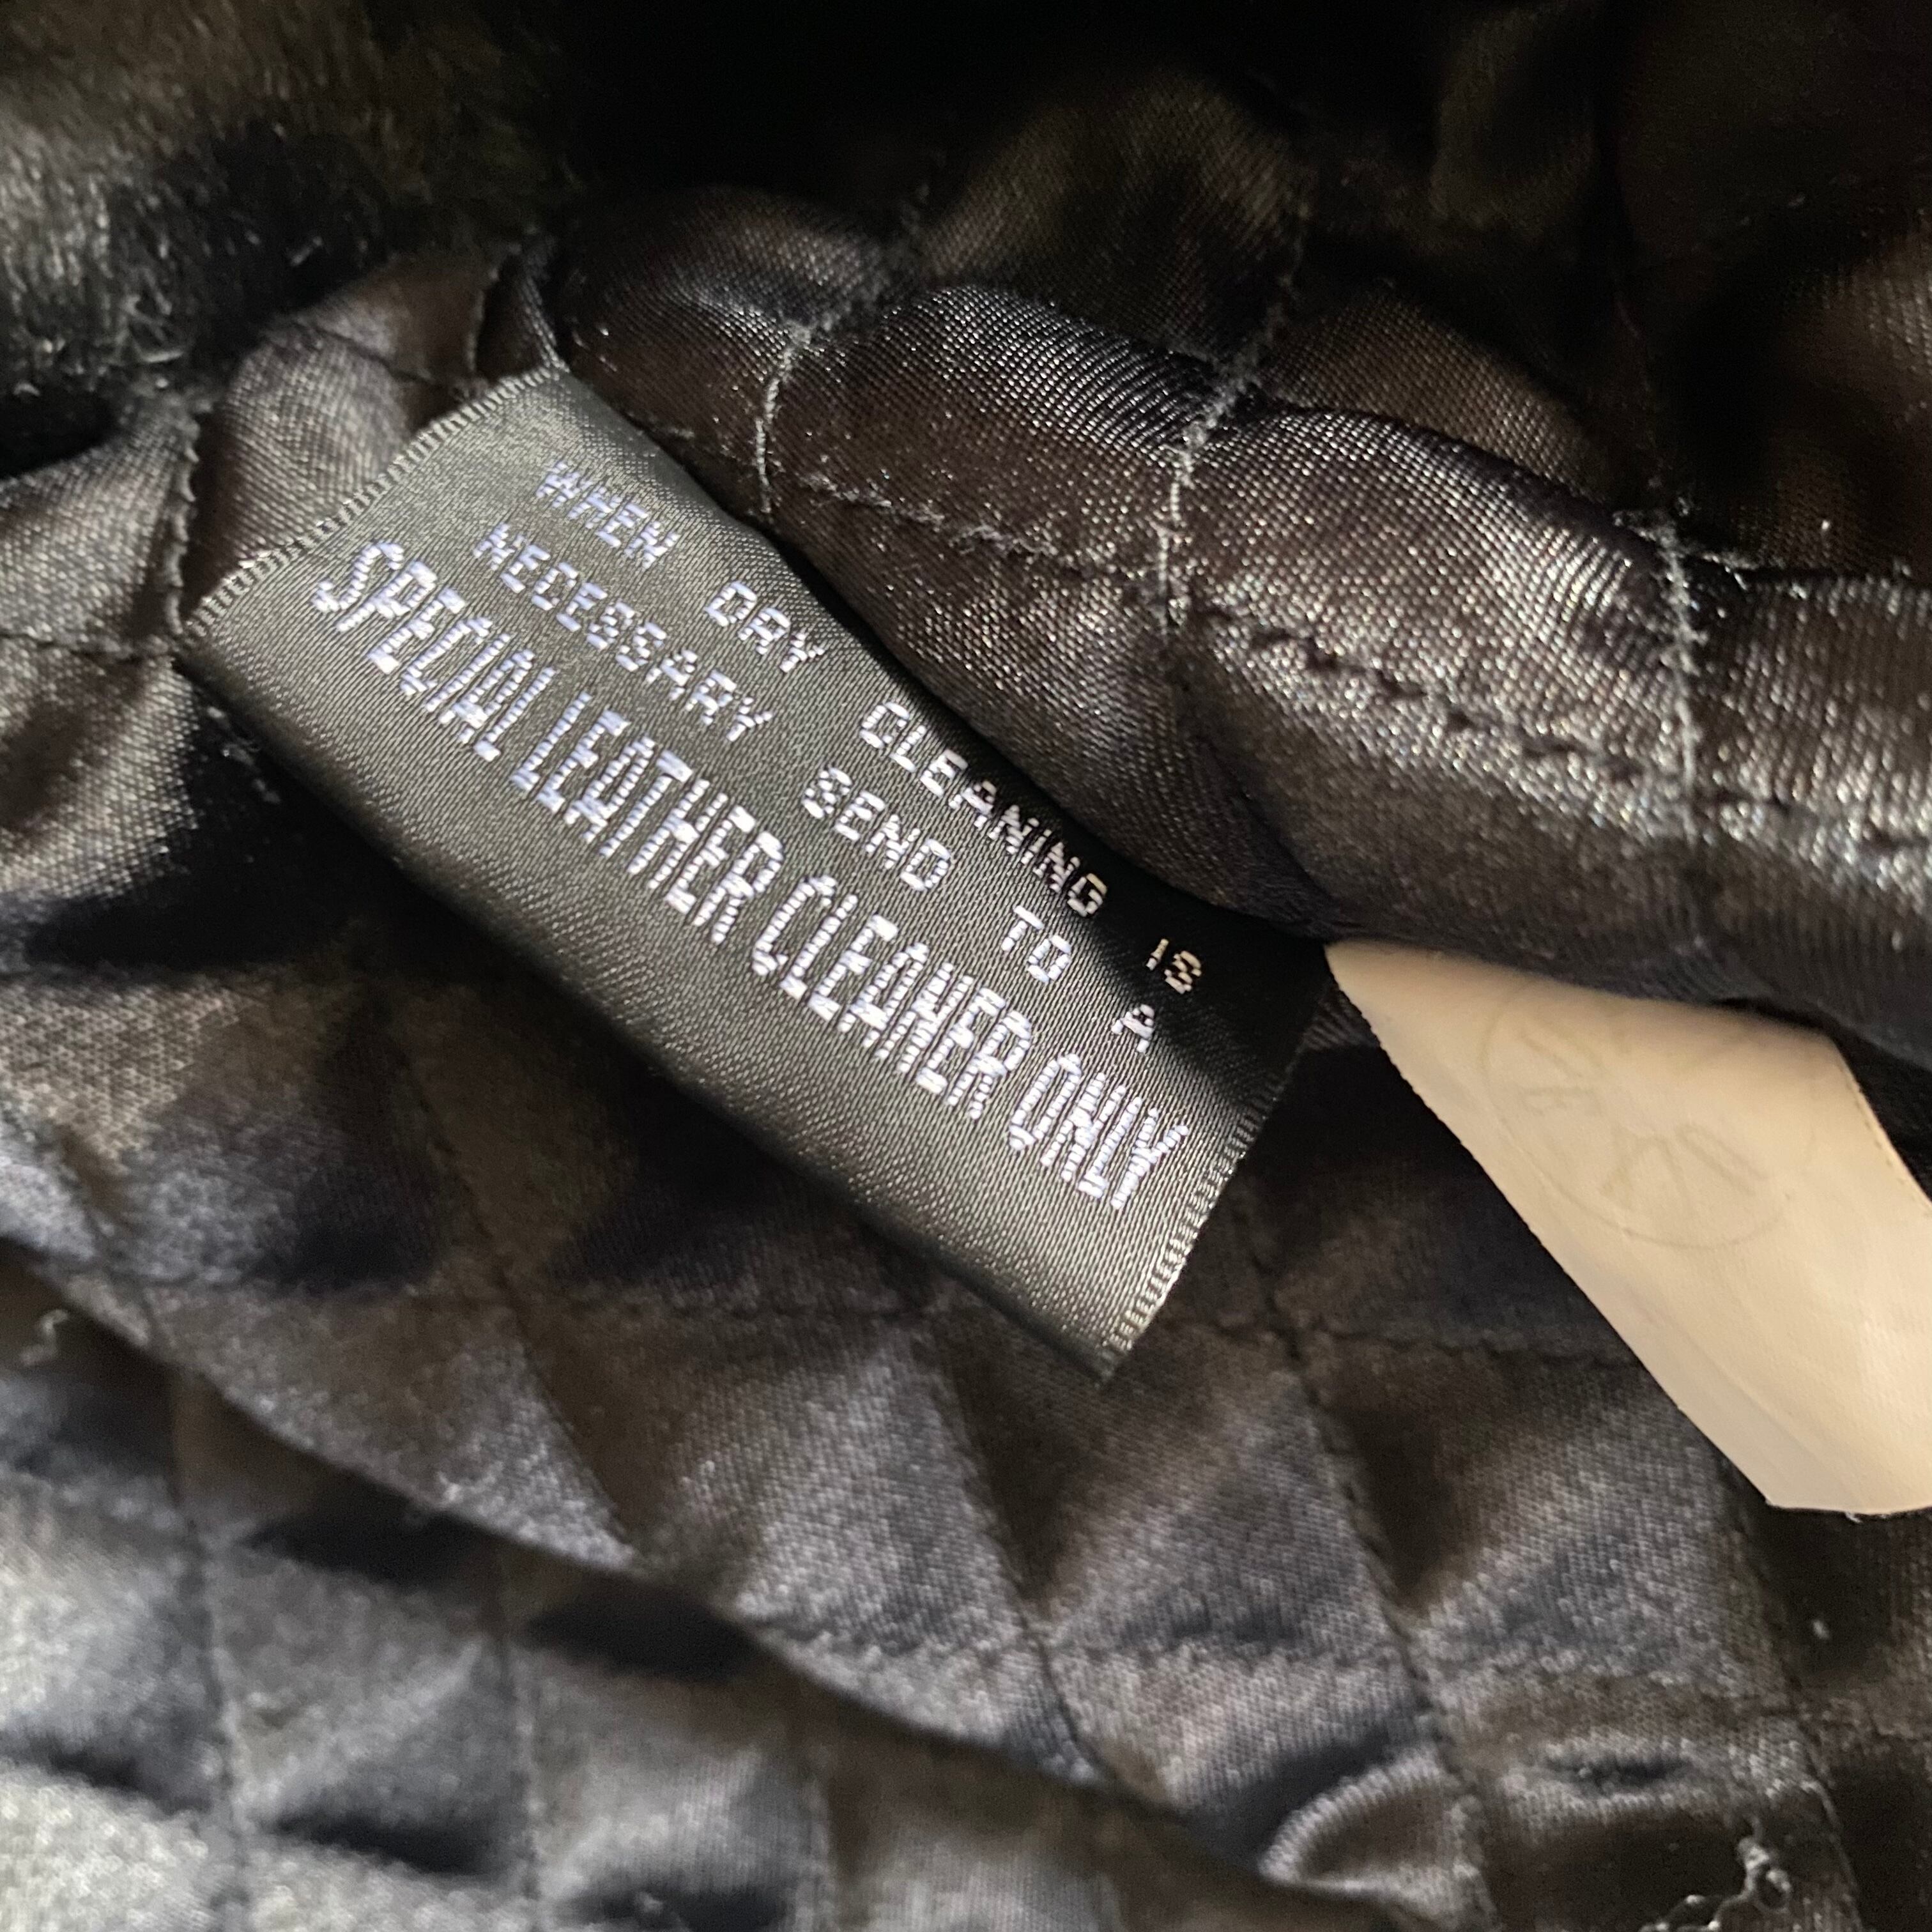 WHEN DRY CLEANING IS
NECESSARY SEND TO A
SPECIAL LEATHER CLEANER ONLY